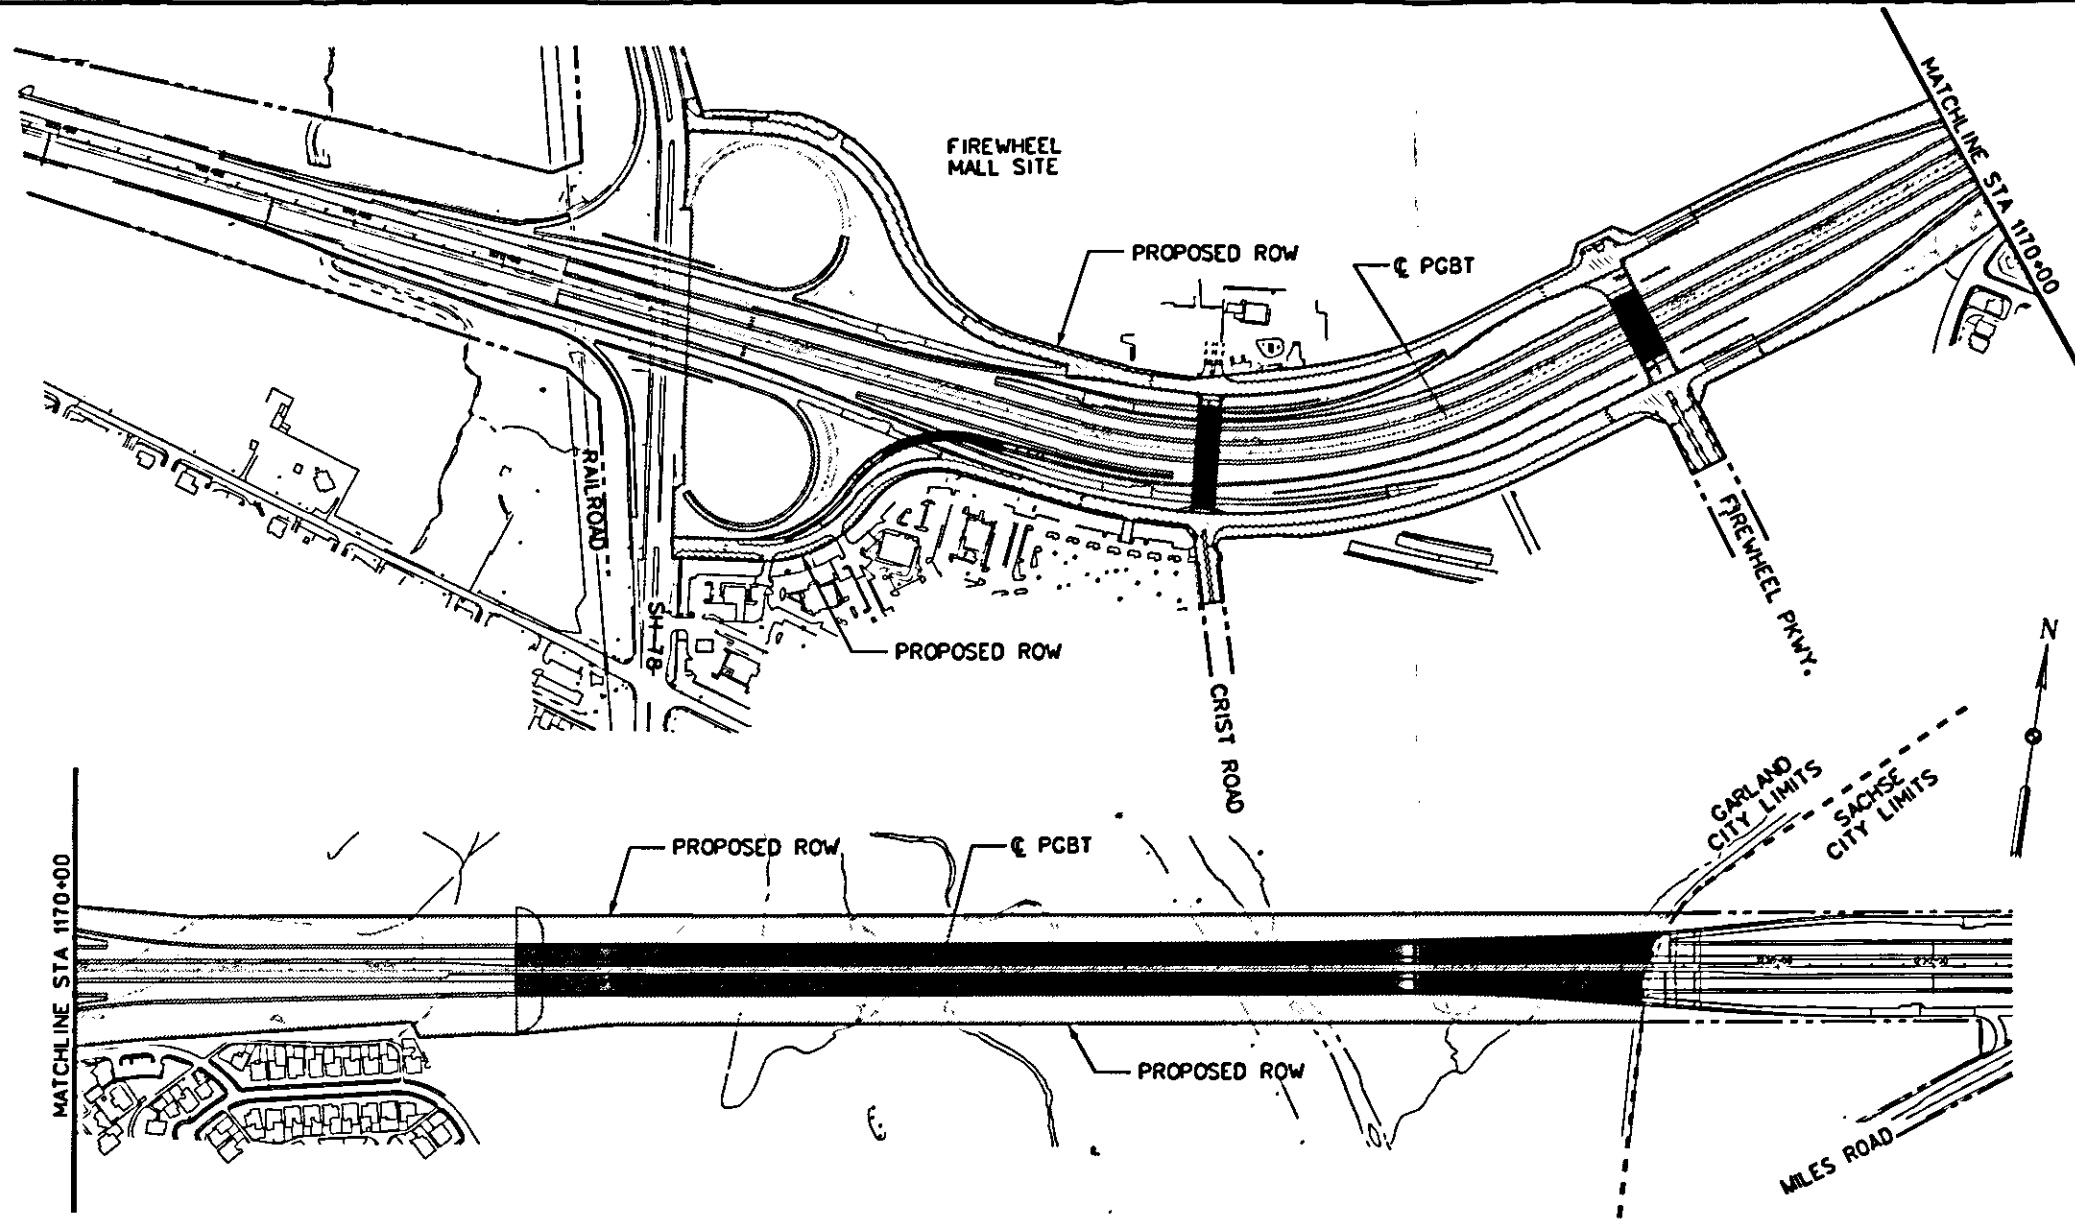 MATCHLINE STA 1170+00
FIREWHEEL
MALL SITE
PROPOSED ROW
℄ PGBT
RAILROAD
SH-78
PROPOSED ROW
CRIST ROAD
FIREWHEEL PKWY.
N
GARLAND
CITY LIMITS
SACHSE
CITY LIMITS
MATCHLINE STA 1170+00
PROPOSED ROW
℄ PGBT
PROPOSED ROW
MILES ROAD